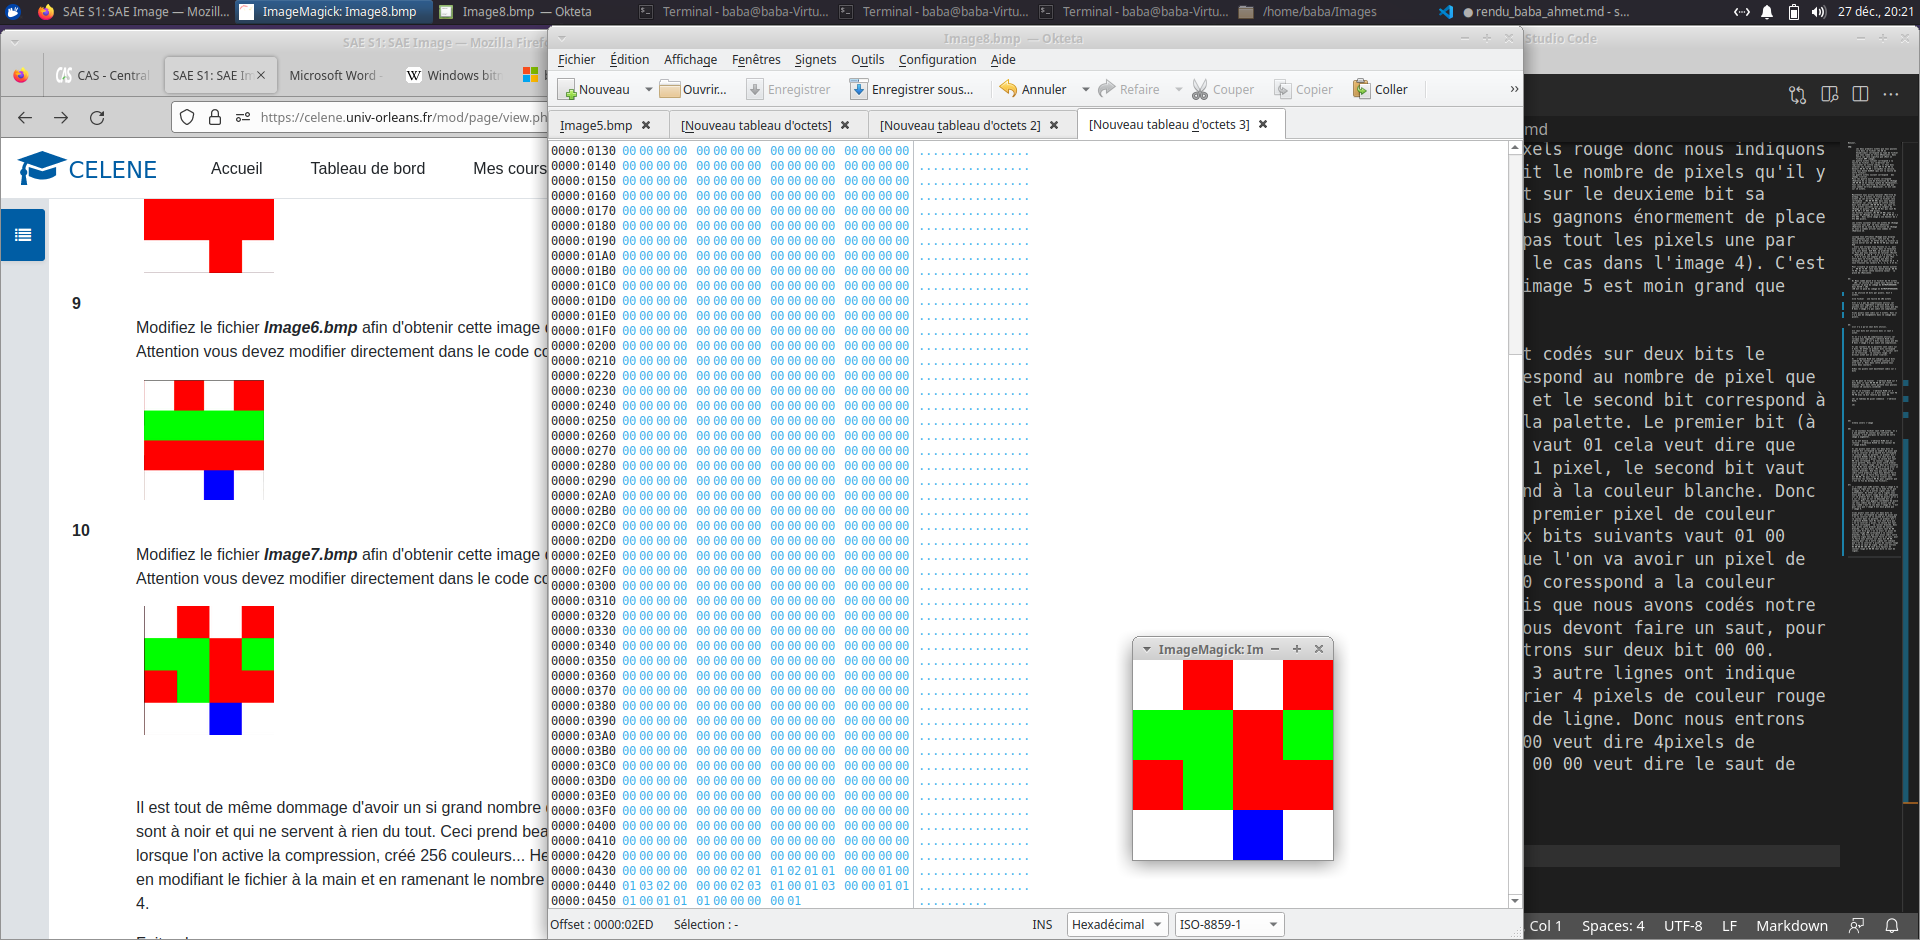 SAE S1: SAE Image — Mozill...
ImageMagick: Image8.bmp
Image8.bmp — Okteta
Terminal - baba@baba-Virtu...
Terminal - baba@baba-Virtu...
Terminal - baba@baba-Virtu...
/home/baba/Images
● rendu_baba_ahmet.md - s...
27 déc., 20:21
SAE S1: SAE Image — Mozilla Firef
CAS - Central
SAE S1: SAE In
Microsoft Word -
Windows bit
https://celene.univ-orleans.fr/mod/page/view.ph
CELENE
Accueil
Tableau de bord
Mes cours
9
Modifiez le fichier Image6.bmp afin d'obtenir cette image
Attention vous devez modifier directement dans le code co
10
Modifiez le fichier Image7.bmp afin d'obtenir cette image
Attention vous devez modifier directement dans le code co
Il est tout de même dommage d'avoir un si grand nombre
sont à noir et qui ne servent à rien du tout. Ceci prend bea
lorsque l'on active la compression, créé 256 couleurs... He
en modifiant le fichier à la main et en ramenant le nombre
4.
Image8.bmp — Okteta
Fichier Édition Affichage Fenêtres Signets Outils Configuration Aide
Nouveau Ouvrir... Enregistrer Enregistrer sous... Annuler Refaire Couper Copier Coller »
Image5.bmp
[Nouveau tableau d'octets]
[Nouveau tableau d'octets 2]
[Nouveau tableau d'octets 3]
0000:0130 00 00 00 00 00 00 00 00 00 00 00 00 00 00 00 00 ................
0000:0140 00 00 00 00 00 00 00 00 00 00 00 00 00 00 00 00 ................
0000:0150 00 00 00 00 00 00 00 00 00 00 00 00 00 00 00 00 ................
0000:0160 00 00 00 00 00 00 00 00 00 00 00 00 00 00 00 00 ................
0000:0170 00 00 00 00 00 00 00 00 00 00 00 00 00 00 00 00 ................
0000:0180 00 00 00 00 00 00 00 00 00 00 00 00 00 00 00 00 ................
0000:0190 00 00 00 00 00 00 00 00 00 00 00 00 00 00 00 00 ................
0000:01A0 00 00 00 00 00 00 00 00 00 00 00 00 00 00 00 00 ................
0000:01B0 00 00 00 00 00 00 00 00 00 00 00 00 00 00 00 00 ................
0000:01C0 00 00 00 00 00 00 00 00 00 00 00 00 00 00 00 00 ................
0000:01D0 00 00 00 00 00 00 00 00 00 00 00 00 00 00 00 00 ................
0000:01E0 00 00 00 00 00 00 00 00 00 00 00 00 00 00 00 00 ................
0000:01F0 00 00 00 00 00 00 00 00 00 00 00 00 00 00 00 00 ................
0000:0200 00 00 00 00 00 00 00 00 00 00 00 00 00 00 00 00 ................
0000:0210 00 00 00 00 00 00 00 00 00 00 00 00 00 00 00 00 ................
0000:0220 00 00 00 00 00 00 00 00 00 00 00 00 00 00 00 00 ................
0000:0230 00 00 00 00 00 00 00 00 00 00 00 00 00 00 00 00 ................
0000:0240 00 00 00 00 00 00 00 00 00 00 00 00 00 00 00 00 ................
0000:0250 00 00 00 00 00 00 00 00 00 00 00 00 00 00 00 00 ................
0000:0260 00 00 00 00 00 00 00 00 00 00 00 00 00 00 00 00 ................
0000:0270 00 00 00 00 00 00 00 00 00 00 00 00 00 00 00 00 ................
0000:0280 00 00 00 00 00 00 00 00 00 00 00 00 00 00 00 00 ................
0000:0290 00 00 00 00 00 00 00 00 00 00 00 00 00 00 00 00 ................
0000:02A0 00 00 00 00 00 00 00 00 00 00 00 00 00 00 00 00 ................
0000:02B0 00 00 00 00 00 00 00 00 00 00 00 00 00 00 00 00 ................
0000:02C0 00 00 00 00 00 00 00 00 00 00 00 00 00 00 00 00 ................
0000:02D0 00 00 00 00 00 00 00 00 00 00 00 00 00 00 00 00 ................
0000:02E0 00 00 00 00 00 00 00 00 00 00 00 00 00 00 00 00 ................
0000:02F0 00 00 00 00 00 00 00 00 00 00 00 00 00 00 00 00 ................
0000:0300 00 00 00 00 00 00 00 00 00 00 00 00 00 00 00 00 ................
0000:0310 00 00 00 00 00 00 00 00 00 00 00 00 00 00 00 00 ................
0000:0320 00 00 00 00 00 00 00 00 00 00 00 00 00 00 00 00 ................
0000:0330 00 00 00 00 00 00 00 00 00 00 00 00 00 00 00 00 ................
0000:0340 00 00 00 00 00 00 00 00 00 00 00 00 00 00 00 00 ................
0000:0350 00 00 00 00 00 00 00 00 00 00 00 00 00 00 00 00 ................
0000:0360 00 00 00 00 00 00 00 00 00 00 00 00 00 00 00 00 ................
0000:0370 00 00 00 00 00 00 00 00 00 00 00 00 00 00 00 00 ................
0000:0380 00 00 00 00 00 00 00 00 00 00 00 00 00 00 00 00 ................
0000:0390 00 00 00 00 00 00 00 00 00 00 00 00 00 00 00 00 ................
0000:03A0 00 00 00 00 00 00 00 00 00 00 00 00 00 00 00 00 ................
0000:03B0 00 00 00 00 00 00 00 00 00 00 00 00 00 00 00 00 ................
0000:03C0 00 00 00 00 00 00 00 00 00 00 00 00 00 00 00 00 ................
0000:03D0 00 00 00 00 00 00 00 00 00 00 00 00 00 00 00 00 ................
0000:03E0 00 00 00 00 00 00 00 00 00 00 00 00 00 00 00 00 ................
0000:03F0 00 00 00 00 00 00 00 00 00 00 00 00 00 00 00 00 ................
0000:0400 00 00 00 00 00 00 00 00 00 00 00 00 00 00 00 00 ................
0000:0410 00 00 00 00 00 00 00 00 00 00 00 00 00 00 00 00 ................
0000:0420 00 00 00 00 00 00 00 00 00 00 00 00 00 00 00 00 ................
0000:0430 00 00 00 00 00 00 02 01 01 02 01 01 00 00 01 00 ................
0000:0440 01 03 02 00 00 00 02 03 01 00 01 03 00 00 01 01 ................
0000:0450 01 00 01 01 01 00 00 00 00 01 ..........
Offset : 0000:02ED
Sélection : -
INS
Hexadécimal
ISO-8859-1
ImageMagick: Im
Studio Code
md
xels rouge donc nous indiquons
it le nombre de pixels qu'il y
t sur le deuxieme bit sa
us gagnons énormement de place
pas tout les pixels une par
le cas dans l'image 4). C'est
image 5 est moin grand que
t codés sur deux bits le
espond au nombre de pixel que
et le second bit correspond à
la palette. Le premier bit (à
vaut 01 cela veut dire que
1 pixel, le second bit vaut
nd à la couleur blanche. Donc
premier pixel de couleur
x bits suivants vaut 01 00
ue l'on va avoir un pixel de
0 coresspond a la couleur
is que nous avons codés notre
ous devont faire un saut, pour
trons sur deux bit 00 00.
3 autre lignes ont indique
rier 4 pixels de couleur rouge
de ligne. Donc nous entrons
00 veut dire 4pixels de
00 00 veut dire le saut de
Col 1
Spaces: 4
UTF-8
LF
Markdown